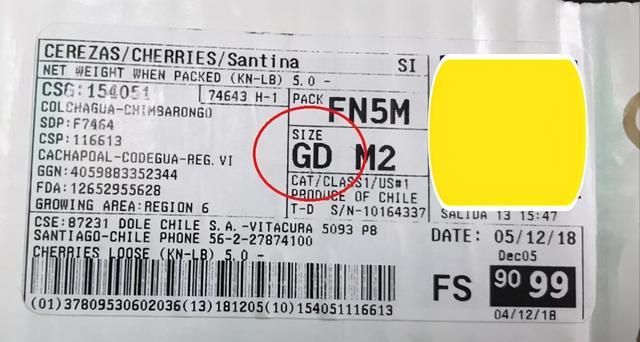 CEREZAS/CHERRIES/Santina SI
NET WEIGHT WHEN PACKED (KN-LB) 5.0 -
CSG:154051 74643 H-1 PACK FN5M
COLCHAGUA-CHIMBARONGO
SDP:F7464 SIZE
CSP:116613 GD M2
CACHAPOAL-CODEGUA-REG. VI
GGN:4059883352344 CAT/CLASS1/US#1
FDA:12652955628 PRODUCE OF CHILE
GROWING AREA:REGION 6 T-D S/N-10164337 SALIDA 13 15:47
CSE:87231 DOLE CHILE S.A.-VITACURA 5093 P8
SANTIAGO-CHILE PHONE 56-2-27874100 DATE: 05/12/18
CHERRIES LOOSE (KN-LB) 5.0 - Dec05
FS 90 99
(01)37809530602036(13)181205(10)154051116613 04/12/18